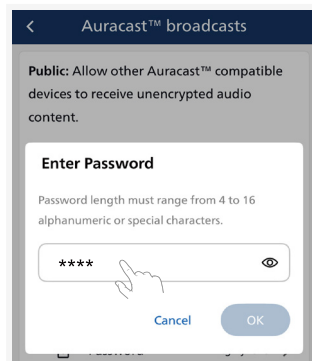 Auracast™ broadcasts
Public: Allow other Auracast™ compatible
devices to receive unencrypted audio
content.
Enter Password
Password length must range from 4 to 16
alphanumeric or special characters.
****
Cancel OK